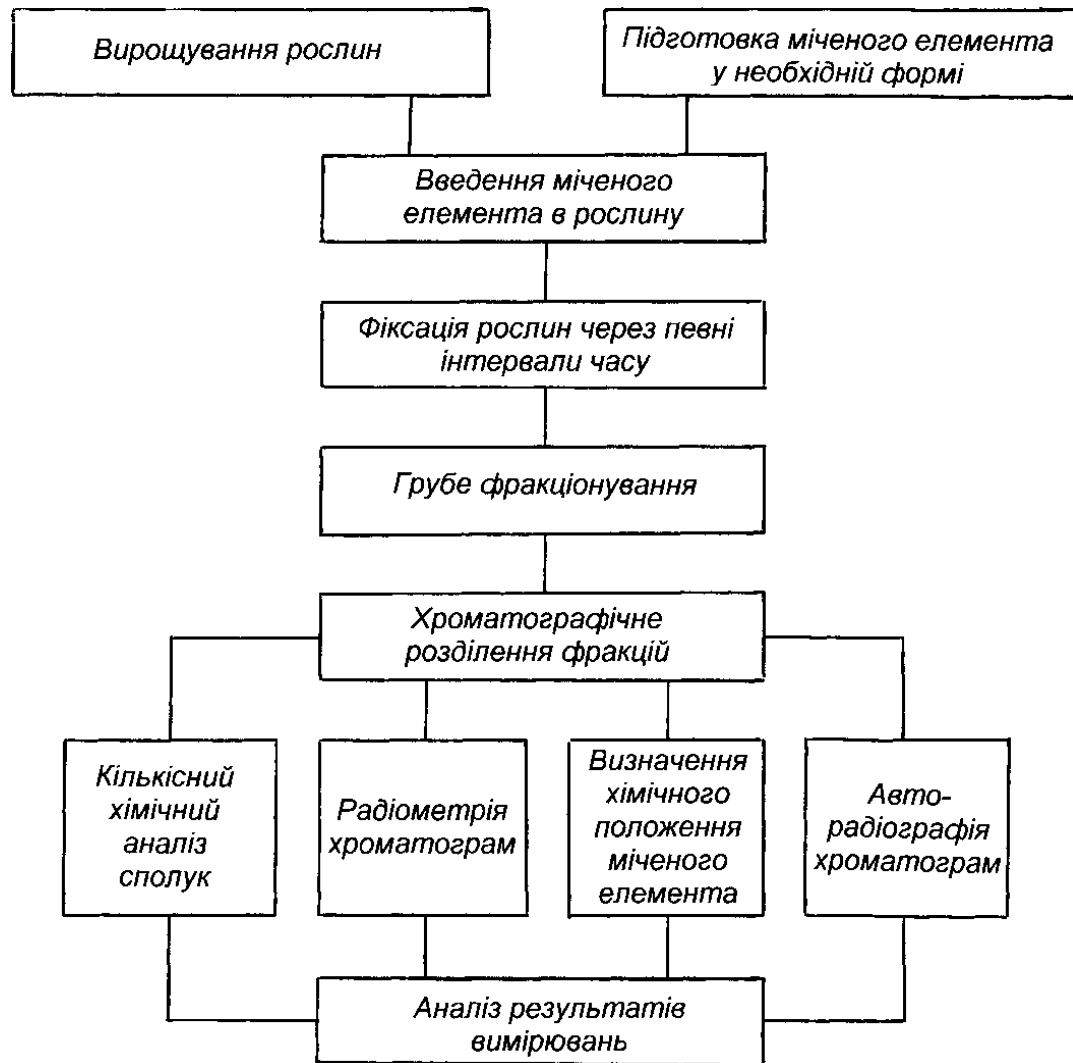 Вирощування рослин
Підготовка міченого елемента
у необхідній формі
Введення міченого
елемента в рослину
Фіксація рослин через певні
інтервали часу
Грубе фракціонування
Хроматографічне
розділення фракцій
Кількісний
хімічний
аналіз
сполук
Радіометрія
хроматограм
Визначення
хімічного
положення
міченого
елемента
Авто-
радіографія
хроматограм
Аналіз результатів
вимірювань